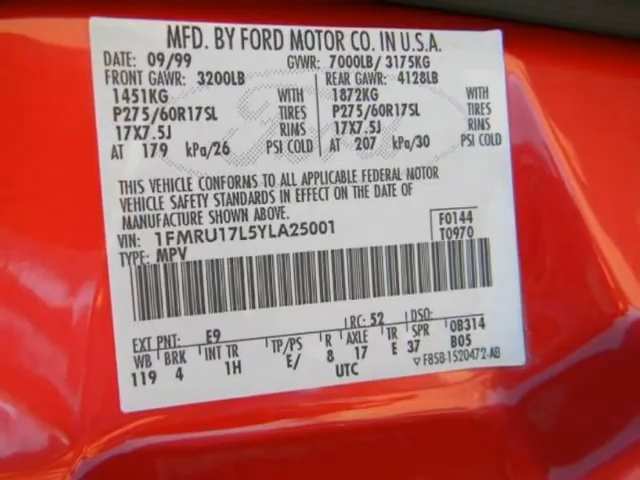 MFD. BY FORD MOTOR CO. IN U.S.A.
DATE: 09/99 GVWR: 7000LB/ 3175KG
FRONT GAWR: 3200LB REAR GAWR: 4128LB
1451KG WITH 1872KG WITH
P275/60R17SL TIRES P275/60R17SL TIRES
17X7.5J RIMS 17X7.5J RIMS
AT 179 kPa/26 PSI COLD AT 207 kPa/30 PSI COLD
THIS VEHICLE CONFORMS TO ALL APPLICABLE FEDERAL MOTOR
VEHICLE SAFETY STANDARDS IN EFFECT ON THE DATE OF
MANUFACTURE SHOWN ABOVE.
VIN: 1FMRU17L5YLA25001 F0144
TYPE: MPV T0970
EXT PNT: E9 RC: 52 DSO:
WB BRK INT TR TP/PS R AXLE TR SPR 0B314
119 4 1H E/ 8 17 E 37 B05
UTC F85B-1520472-AB